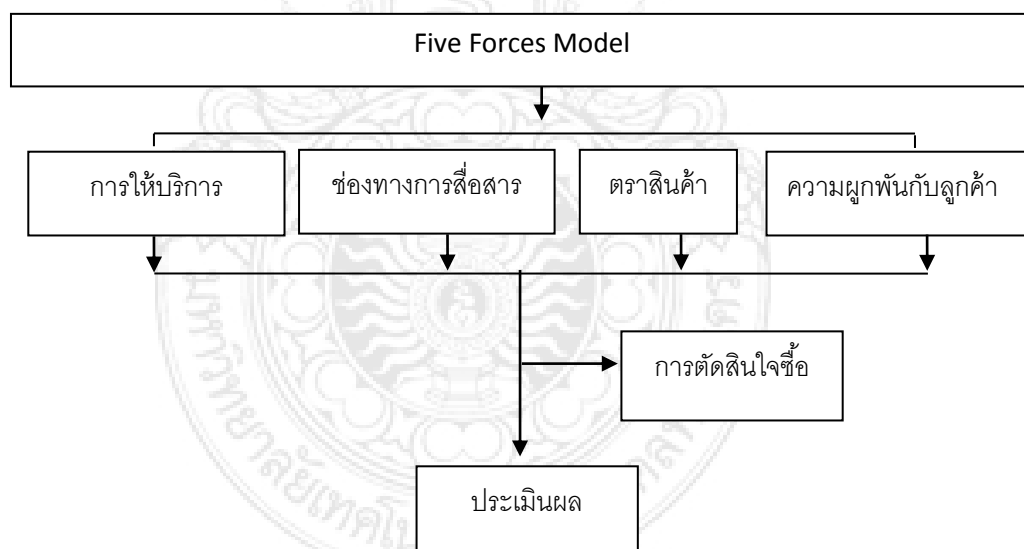 Five Forces Model
การให้บริการ
ช่องทางการสื่อสาร
ตราสินค้า
ความผูกพันกับลูกค้า
การตัดสินใจซื้อ
ประเมินผล